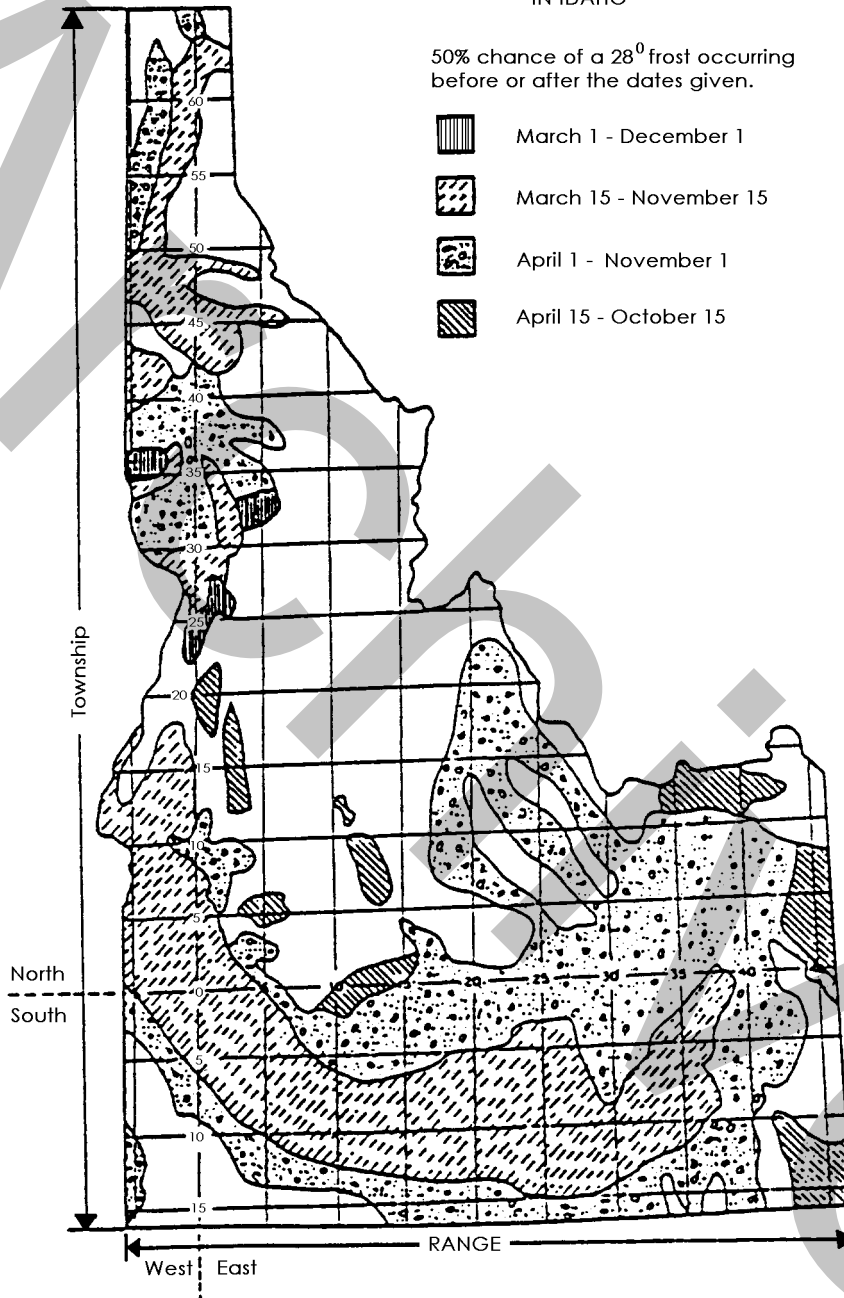 IN IDAHO
50% chance of a 28⁰ frost occurring
before or after the dates given.
March 1 - December 1
March 15 - November 15
April 1 - November 1
April 15 - October 15
60
55
50
45
40
35
30
25
20
15
10
5
20 25 30 35 40
0
5
10
15
Township
North
South
RANGE
West East